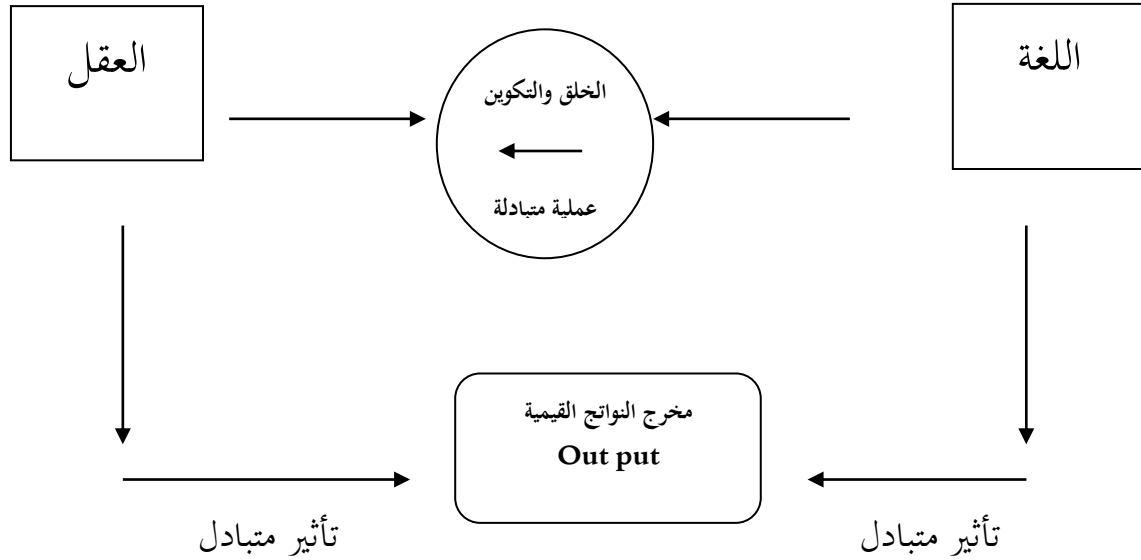 اللغة
العقل
الخلق والتكوين
عملية متبادلة
مخرج النواتج القيمية
Out put
تأثير متبادل
تأثير متبادل